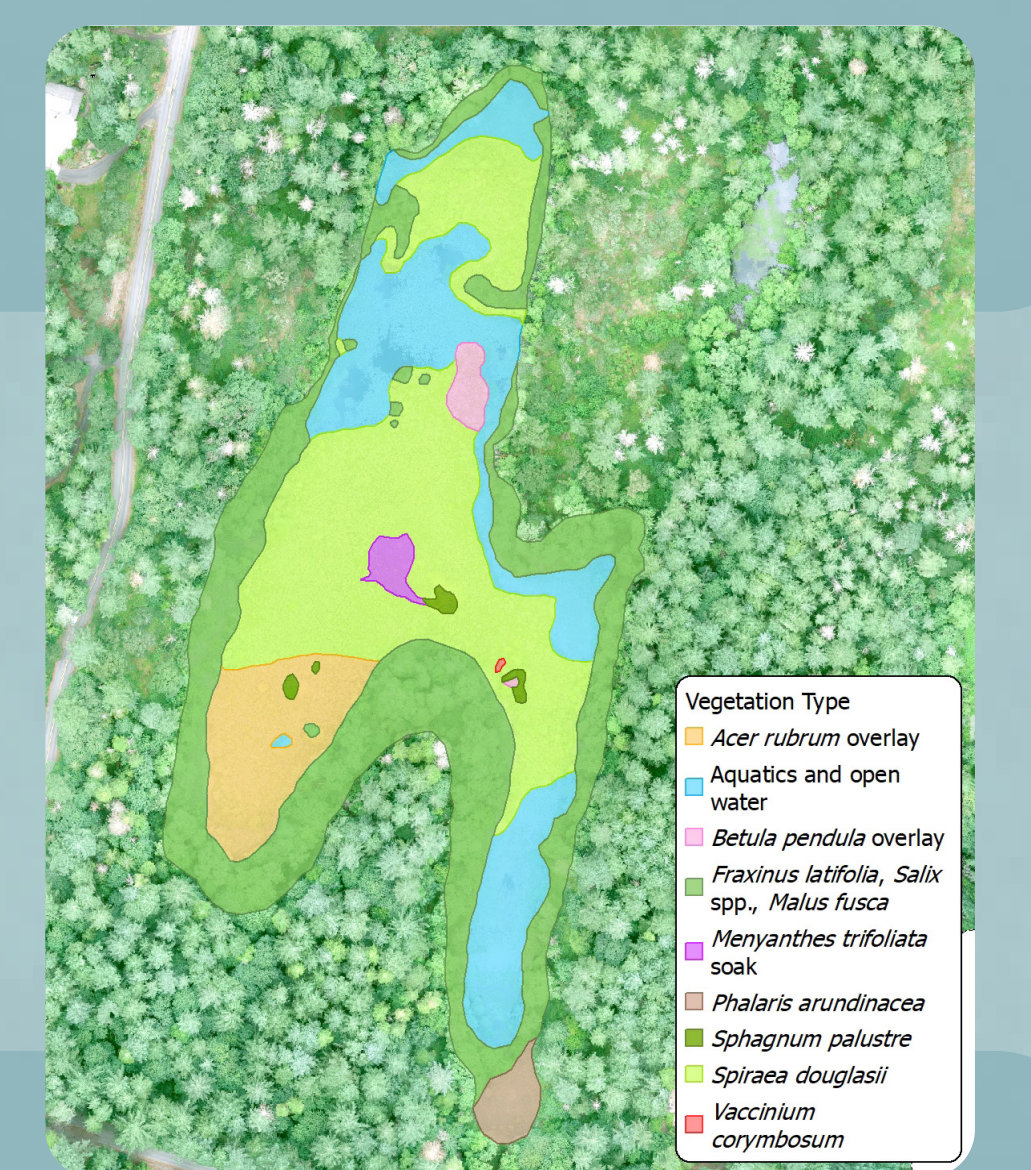 Vegetation Type
Acer rubrum overlay
Aquatics and open
water
Betula pendula overlay
Fraxinus latifolia, Salix
spp., Malus fusca
Menyanthes trifoliata
soak
Phalaris arundinacea
Sphagnum palustre
Spiraea douglasii
Vaccinium
corymbosum